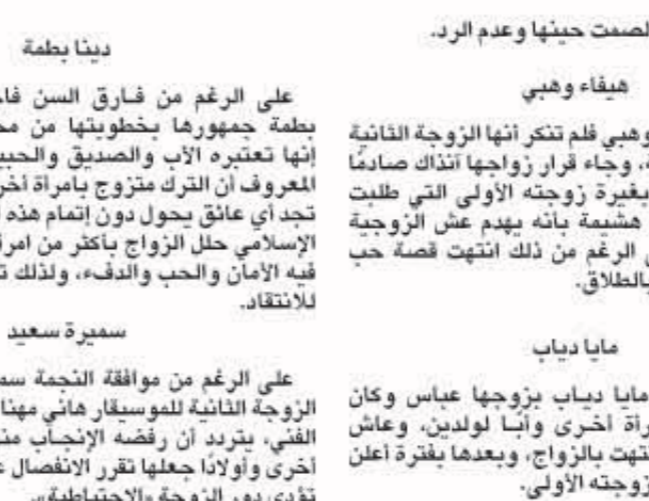 لصمت حينها وعدم الرد.
هيفاء وهبي
وهبي فلم تنكر أنها الزوجة الثانية
، وجاء قرار زواجها آنذاك صادمًا
بغيرة زوجته الأولى التي طلبت
هشيمة بأنه يهدم عش الزوجية
الرغم من ذلك انتهت قصة حب
بالطلاق.
مايا دياب
مايا دياب بزوجها عباس وكان
رأة أخرى وأبا لولدين، وعاش
نتهت بالزواج، وبعدها بفترة أعلن
زوجته الأولى.
دينا بطمة
على الرغم من فارق السن فا
بطمة جمهورها بخطوبتها من مح
إنها تعتبره الأب والصديق والحبي
المعروف أن الترك متزوج بامرأة أخر
تجد أي عائق يحول دون إتمام هذه
الإسلامي حلل الزواج بأكثر من امر
فيه الأمان والحب والدفء، ولذلك ت
للانتقاد.
سميرة سعيد
على الرغم من موافقة النجمة سم
الزوجة الثانية للموسيقار هاني مهنا
الفني، يتردد أن رفضه الإنجاب من
أخرى وأولادًا جعلها تقرر الانفصال ع
تؤدي دور الزوجة «الاحتياطية».